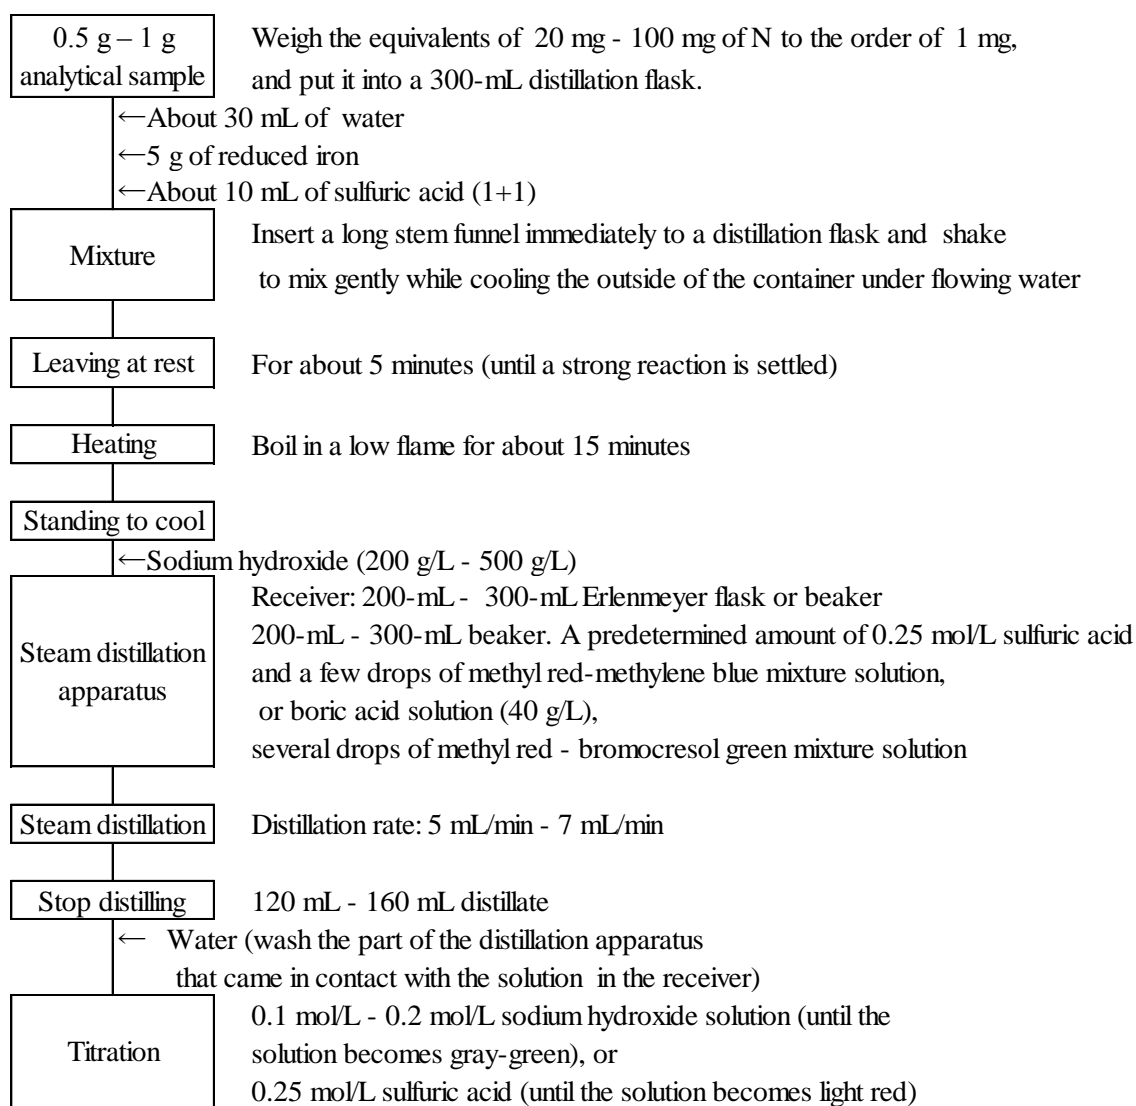 0.5 g – 1 g
analytical sample
Weigh the equivalents of 20 mg - 100 mg of N to the order of 1 mg,
and put it into a 300-mL distillation flask.
←About 30 mL of water
←5 g of reduced iron
←About 10 mL of sulfuric acid (1+1)
Mixture
Insert a long stem funnel immediately to a distillation flask and shake
to mix gently while cooling the outside of the container under flowing water
Leaving at rest
For about 5 minutes (until a strong reaction is settled)
Heating
Boil in a low flame for about 15 minutes
Standing to cool
←Sodium hydroxide (200 g/L - 500 g/L)
Steam distillation
apparatus
Receiver: 200-mL - 300-mL Erlenmeyer flask or beaker
200-mL - 300-mL beaker. A predetermined amount of 0.25 mol/L sulfuric acid
and a few drops of methyl red-methylene blue mixture solution,
or boric acid solution (40 g/L),
several drops of methyl red - bromocresol green mixture solution
Steam distillation
Distillation rate: 5 mL/min - 7 mL/min
Stop distilling
120 mL - 160 mL distillate
← Water (wash the part of the distillation apparatus
that came in contact with the solution in the receiver)
Titration
0.1 mol/L - 0.2 mol/L sodium hydroxide solution (until the
solution becomes gray-green), or
0.25 mol/L sulfuric acid (until the solution becomes light red)